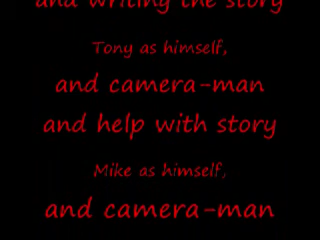 and writing the story
Tony as himself,
and camera-man
and help with story
Mike as himself,
and camera-man